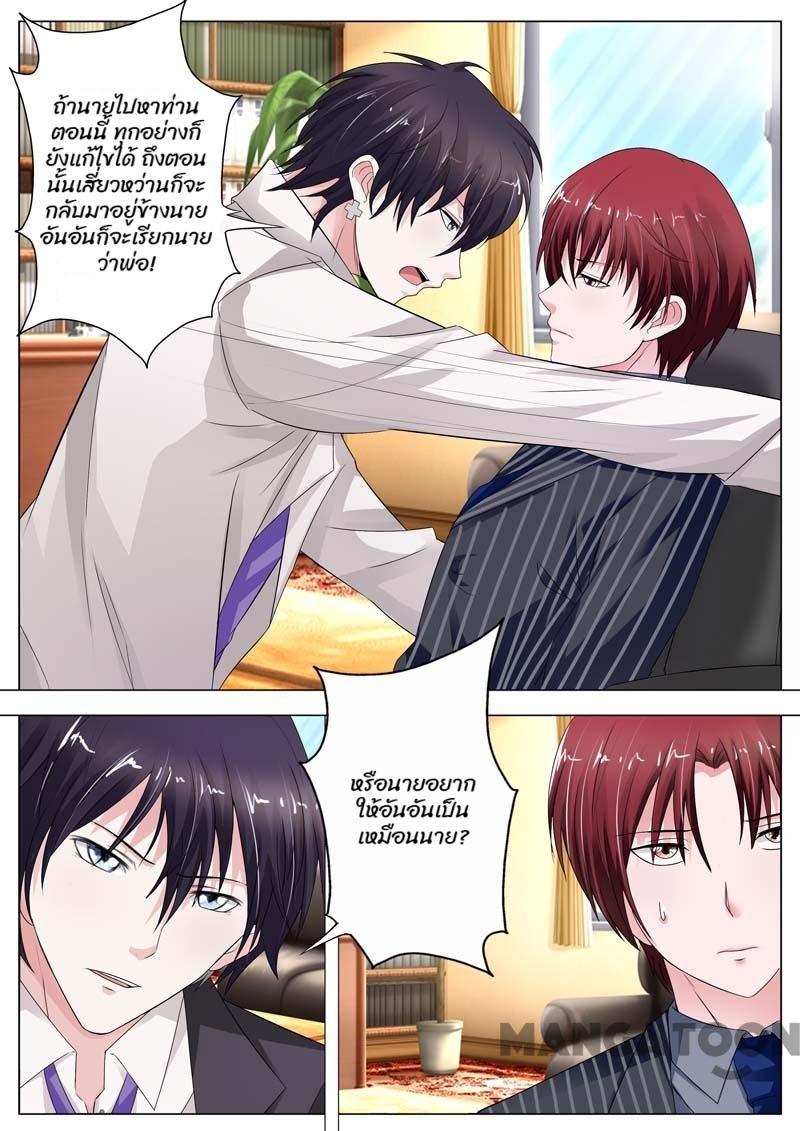 ถ้านายไปหาท่าน
ตอนนี้ ทุกอย่างก็
ยังแก้ไขได้ ถึงตอน
นั้นเสี่ยวหว่านก็จะ
กลับมาอยู่ข้างนาย
อันอันก็จะเรียกนาย
ว่าพ่อ!
หรือนายอยาก
ให้อันอันเป็น
เหมือนนาย?
MANGATOON